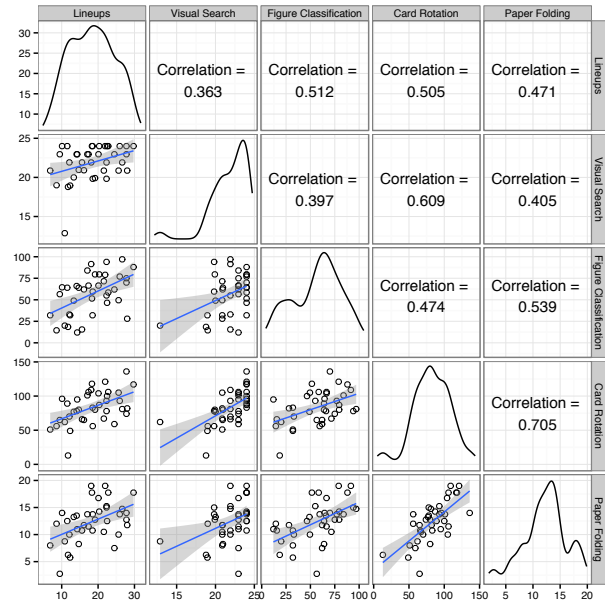 Lineups Visual Search Figure Classification Card Rotation Paper Folding
30
25
20
15
10
Correlation =
0.363
Correlation =
0.512
Correlation =
0.505
Correlation =
0.471
Lineups
25
20
15
Correlation =
0.397
Correlation =
0.609
Correlation =
0.405
Visual Search
100
75
50
25
0
Correlation =
0.474
Correlation =
0.539
Figure Classification
150
100
50
0
Correlation =
0.705
Card Rotation
20
15
10
5
Paper Folding
10 20 30 15 20 25 0 25 50 75 100 0 50 100 150 5 10 15 20